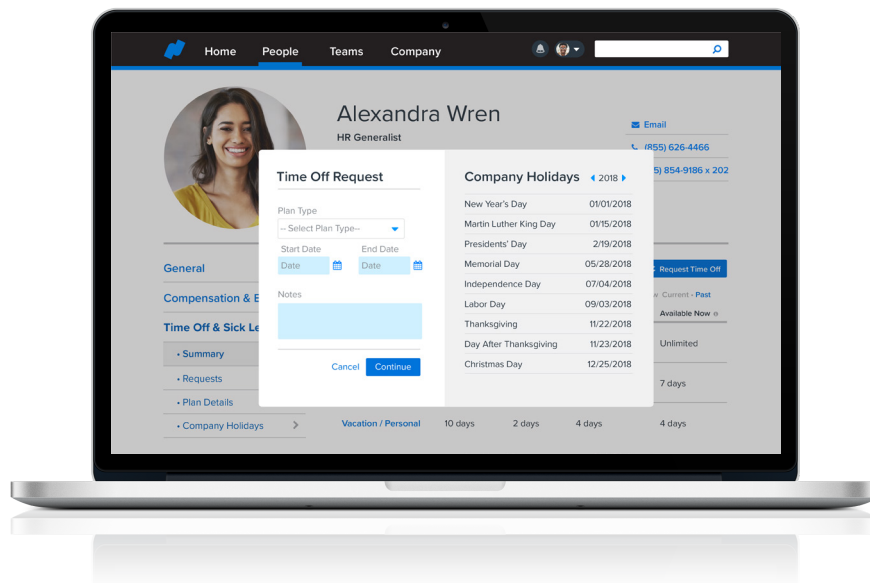 Home People Teams Company
Alexandra Wren
HR Generalist
Email
(855) 626-4466
5) 854-9186 x 202
General
Compensation & E
Time Off & Sick Le
• Summary
• Requests
• Plan Details
• Company Holidays
Time Off Request
Plan Type
-- Select Plan Type--
Start Date End Date
Date Date
Notes
Cancel Continue
Company Holidays 2018
New Year's Day 01/01/2018
Martin Luther King Day 01/15/2018
Presidents' Day 2/19/2018
Memorial Day 05/28/2018
Independence Day 07/04/2018
Labor Day 09/03/2018
Thanksgiving 11/22/2018
Day After Thanksgiving 11/23/2018
Christmas Day 12/25/2018
Request Time Off
Current - Past
Available Now
Unlimited
7 days
Vacation / Personal 10 days 2 days 4 days 4 days